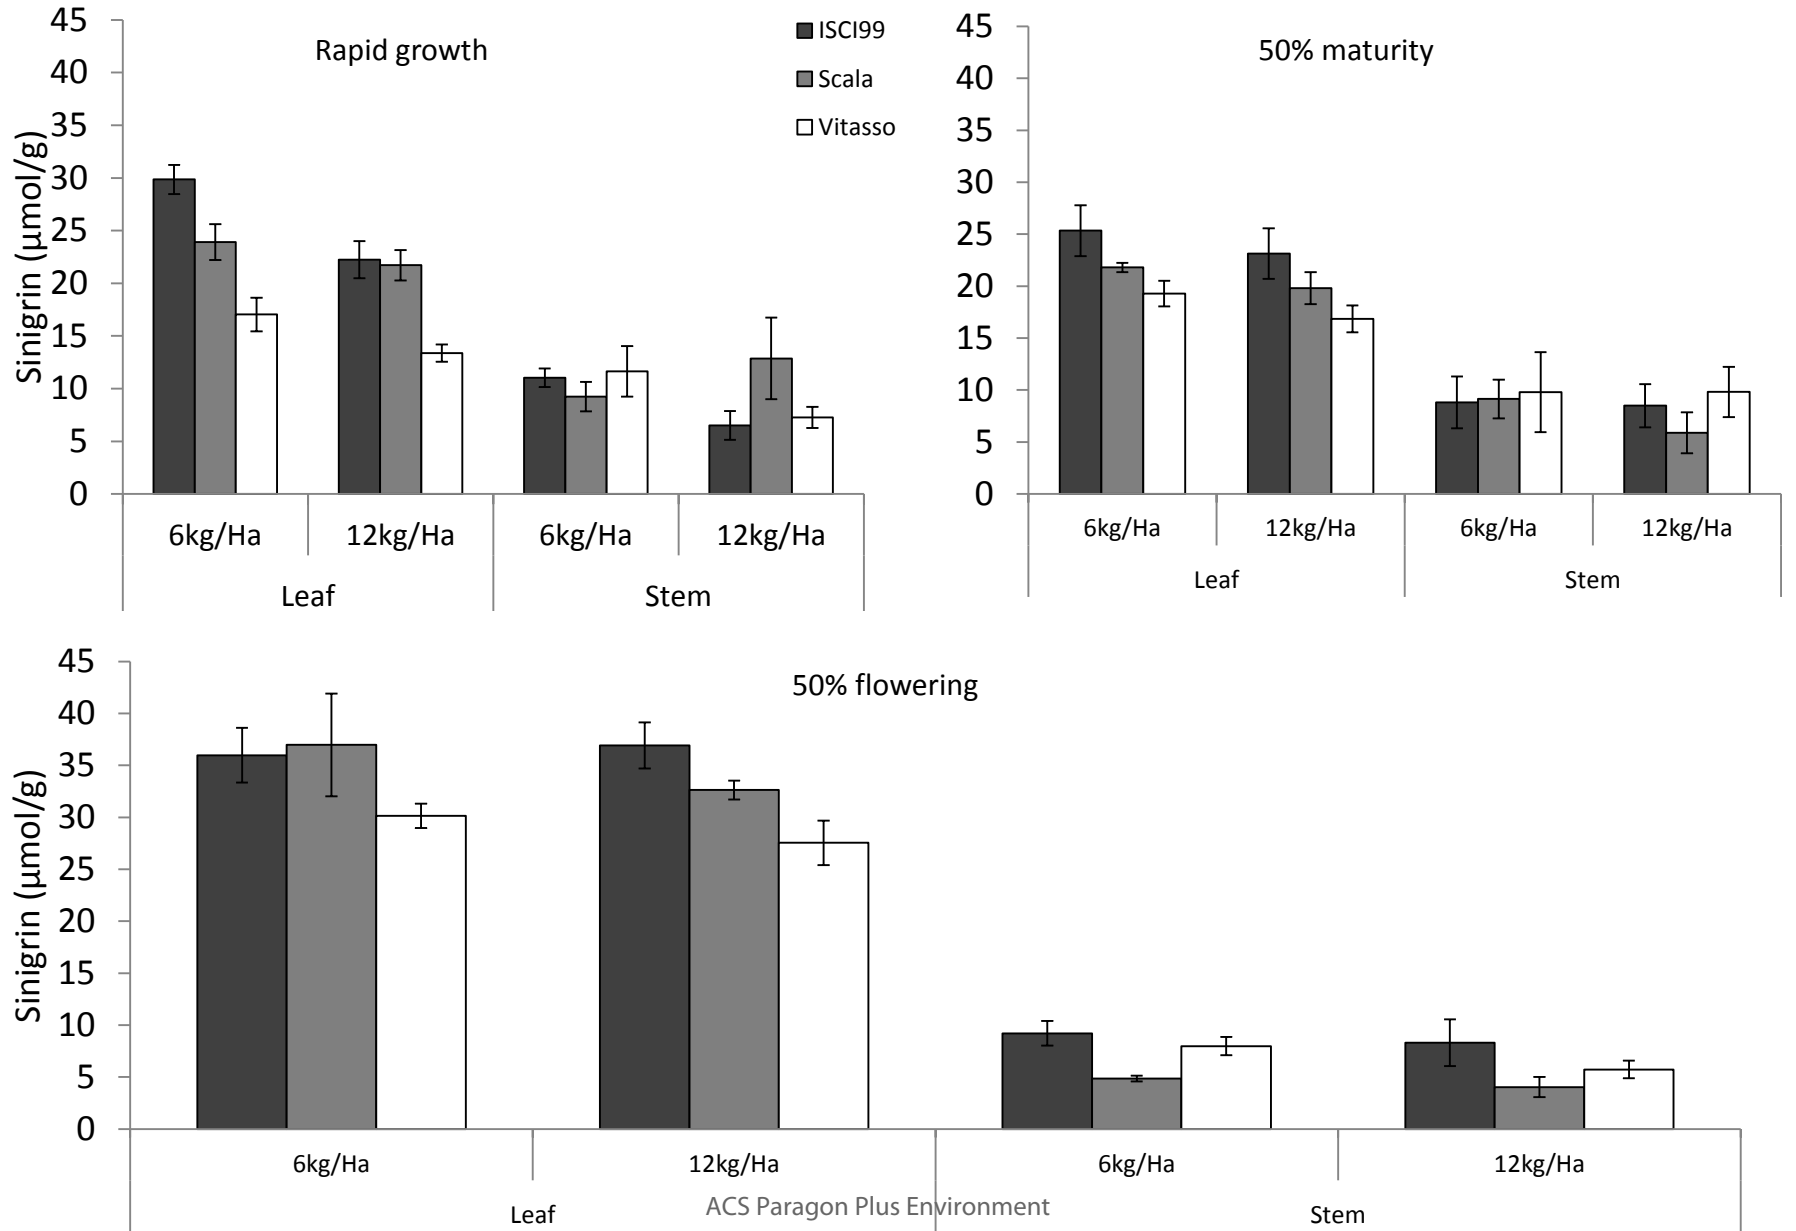 Rapid growth
ISCI99
Scala
Vitasso
Sinigrin (µmol/g)
45
40
35
30
25
20
15
10
5
0
6kg/Ha 12kg/Ha 6kg/Ha 12kg/Ha
Leaf Stem
50% maturity
45
40
35
30
25
20
15
10
5
0
6kg/Ha 12kg/Ha 6kg/Ha 12kg/Ha
Leaf Stem
50% flowering
Sinigrin (µmol/g)
45
40
35
30
25
20
15
10
5
0
6kg/Ha 12kg/Ha 6kg/Ha 12kg/Ha
Leaf Stem
ACS Paragon Plus Environment